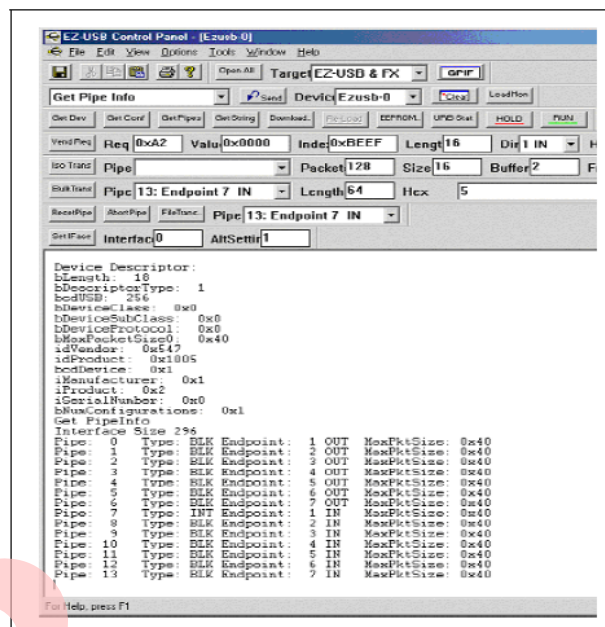 EZ-USB Control Panel - [Ezusb-0]
File Edit View Options Tools Window Help
Open All Target EZ-USB & FX GPIF
Get Pipe Info Send Device Ezusb-0 Clear LoadMon
Get Dev Get Conf GetPipes GetString Download.. Re-Load EEPROM.. URB Stat HOLD RUN
Vend Req Req 0xA2 Valu 0x0000 Inde: 0xBEEF Lengt 16 Dir 1 IN H
Iso Trans Pipe Packet 128 Size 16 Buffer 2 F
Bulk Trans Pipe 13: Endpoint 7 IN Length 64 Hex 5
ResetPipe AbortPipe FileTrans.. Pipe 13: Endpoint 7 IN
Set IFace Interfac 0 AltSettir 1
Device Descriptor:
bLength: 18
bDescriptorType: 1
bcdUSB: 256
bDeviceClass: 0x0
bDeviceSubClass: 0x0
bDeviceProtocol: 0x0
bMaxPacketSize0: 0x40
idVendor: 0x547
idProduct: 0x1005
bcdDevice: 0x1
iManufacturer: 0x1
iProduct: 0x2
iSerialNumber: 0x0
bNumConfigurations: 0x1
Get PipeInfo
Interface Size 296
Pipe: 0 Type: BLK Endpoint: 1 OUT MaxPktSize: 0x40
Pipe: 1 Type: BLK Endpoint: 2 OUT MaxPktSize: 0x40
Pipe: 2 Type: BLK Endpoint: 3 OUT MaxPktSize: 0x40
Pipe: 3 Type: BLK Endpoint: 4 OUT MaxPktSize: 0x40
Pipe: 4 Type: BLK Endpoint: 5 OUT MaxPktSize: 0x40
Pipe: 5 Type: BLK Endpoint: 6 OUT MaxPktSize: 0x40
Pipe: 6 Type: BLK Endpoint: 7 OUT MaxPktSize: 0x40
Pipe: 7 Type: INT Endpoint: 1 IN MaxPktSize: 0x40
Pipe: 8 Type: BLK Endpoint: 2 IN MaxPktSize: 0x40
Pipe: 9 Type: BLK Endpoint: 3 IN MaxPktSize: 0x40
Pipe: 10 Type: BLK Endpoint: 4 IN MaxPktSize: 0x40
Pipe: 11 Type: BLK Endpoint: 5 IN MaxPktSize: 0x40
Pipe: 12 Type: BLK Endpoint: 6 IN MaxPktSize: 0x40
Pipe: 13 Type: BLK Endpoint: 7 IN MaxPktSize: 0x40
For Help, press F1